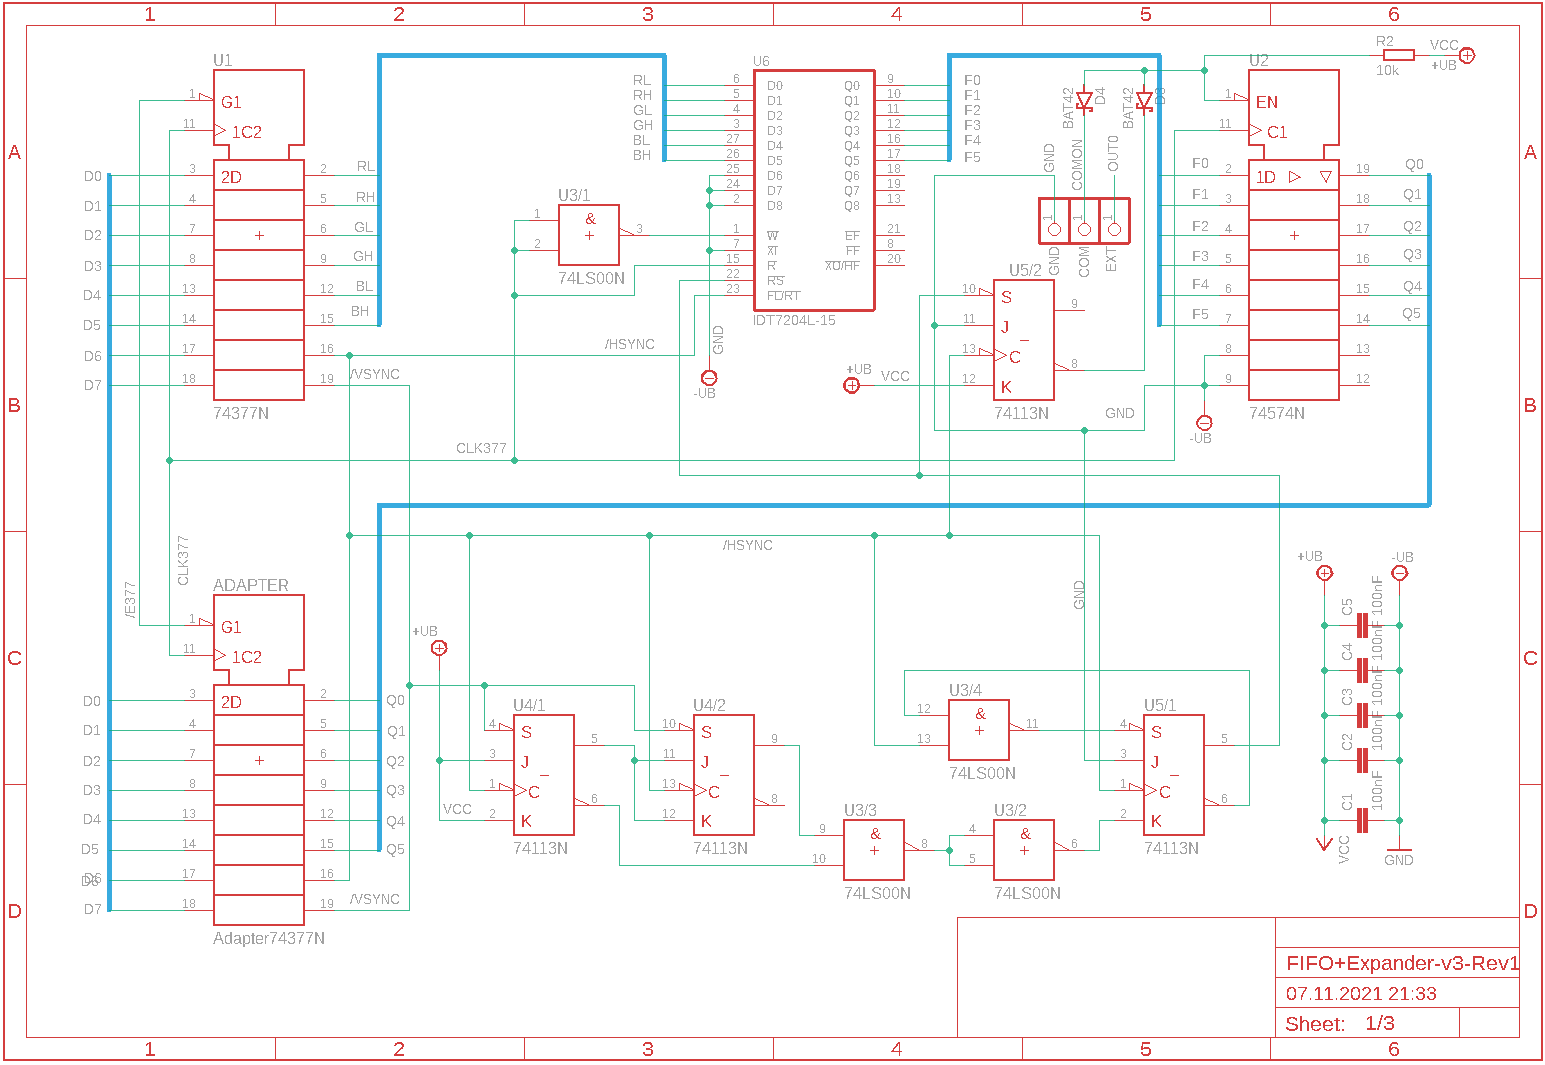 1 2 3 4 5 6
A A
B B
C C
D D
U1
1 G1
11 1C2
D0 3 2D 2 RL
D1 4 5 RH
D2 7 + 6 GL
D3 8 9 GH
D4 13 12 BL
D5 14 15 BH
D6 17 16 /HSYNC
D7 18 19 /VSYNC
74377N
U6
RL 6 D0 Q0 9 F0
RH 5 D1 Q1 10 F1
GL 4 D2 Q2 11 F2
GH 3 D3 Q3 12 F3
BL 27 D4 Q4 16 F4
BH 26 D5 Q5 17 F5
25 D6 Q6 18
24 D7 Q7 19
2 D8 Q8 13
1 W EF 21
7 XI FF 8
15 R XO/HF 20
22 RS
23 FL/RT
IDT7204L-15
GND
-UB
U3/1
1 & 3
2 +
74LS00N
R2
10k
VCC
+UB
BAT42 D4
BAT42
GND COMON OUT0
1 1 1
GND COM EXT
U5/2
10 S 9
11 J
13 C 8
12 K
74113N
+UB VCC
GND
U2
1 EN
11 C1
F0 2 1D 19 Q0
F1 3 18 Q1
F2 4 + 17 Q2
F3 5 16 Q3
F4 6 15 Q4
F5 7 14 Q5
8 13
9 12
74574N
-UB
CLK377
/HSYNC
/E377
CLK377
GND
ADAPTER
1 G1
11 1C2
D0 3 2D 2 Q0
D1 4 5 Q1
D2 7 + 6 Q2
D3 8 9 Q3
D4 13 12 Q4
D5 14 15 Q5
D6 17 16
D7 18 19 /VSYNC
Adapter74377N
+UB
VCC
U4/1
4 S 5
3 J
1 C 6
2 K
74113N
U4/2
10 S 9
11 J
13 C 8
12 K
74113N
U3/4
12 & 11
13 +
74LS00N
U3/3
9 & 8
10 +
74LS00N
U3/2
4 & 6
5 +
74LS00N
U5/1
4 S 5
3 J
1 C 6
2 K
74113N
+UB -UB
C5 100nF
C4 100nF
C3 100nF
C2 100nF
C1 100nF
VCC GND
FIFO+Expander-v3-Rev1
07.11.2021 21:33
Sheet: 1/3
1 2 3 4 5 6